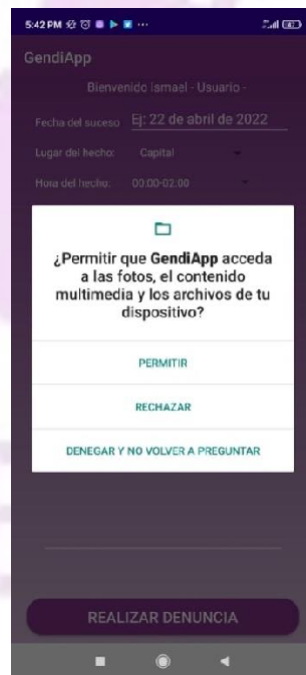 5:42 PM
GendiApp
Bienvenido Ismael - Usuario -
Fecha del suceso Ej: 22 de abril de 2022
Lugar del hecho: Capital
Hora del hecho: 00:00-02:00
¿Permitir que GendiApp acceda
a las fotos, el contenido
multimedia y los archivos de tu
dispositivo?
PERMITIR
RECHAZAR
DENEGAR Y NO VOLVER A PREGUNTAR
REALIZAR DENUNCIA